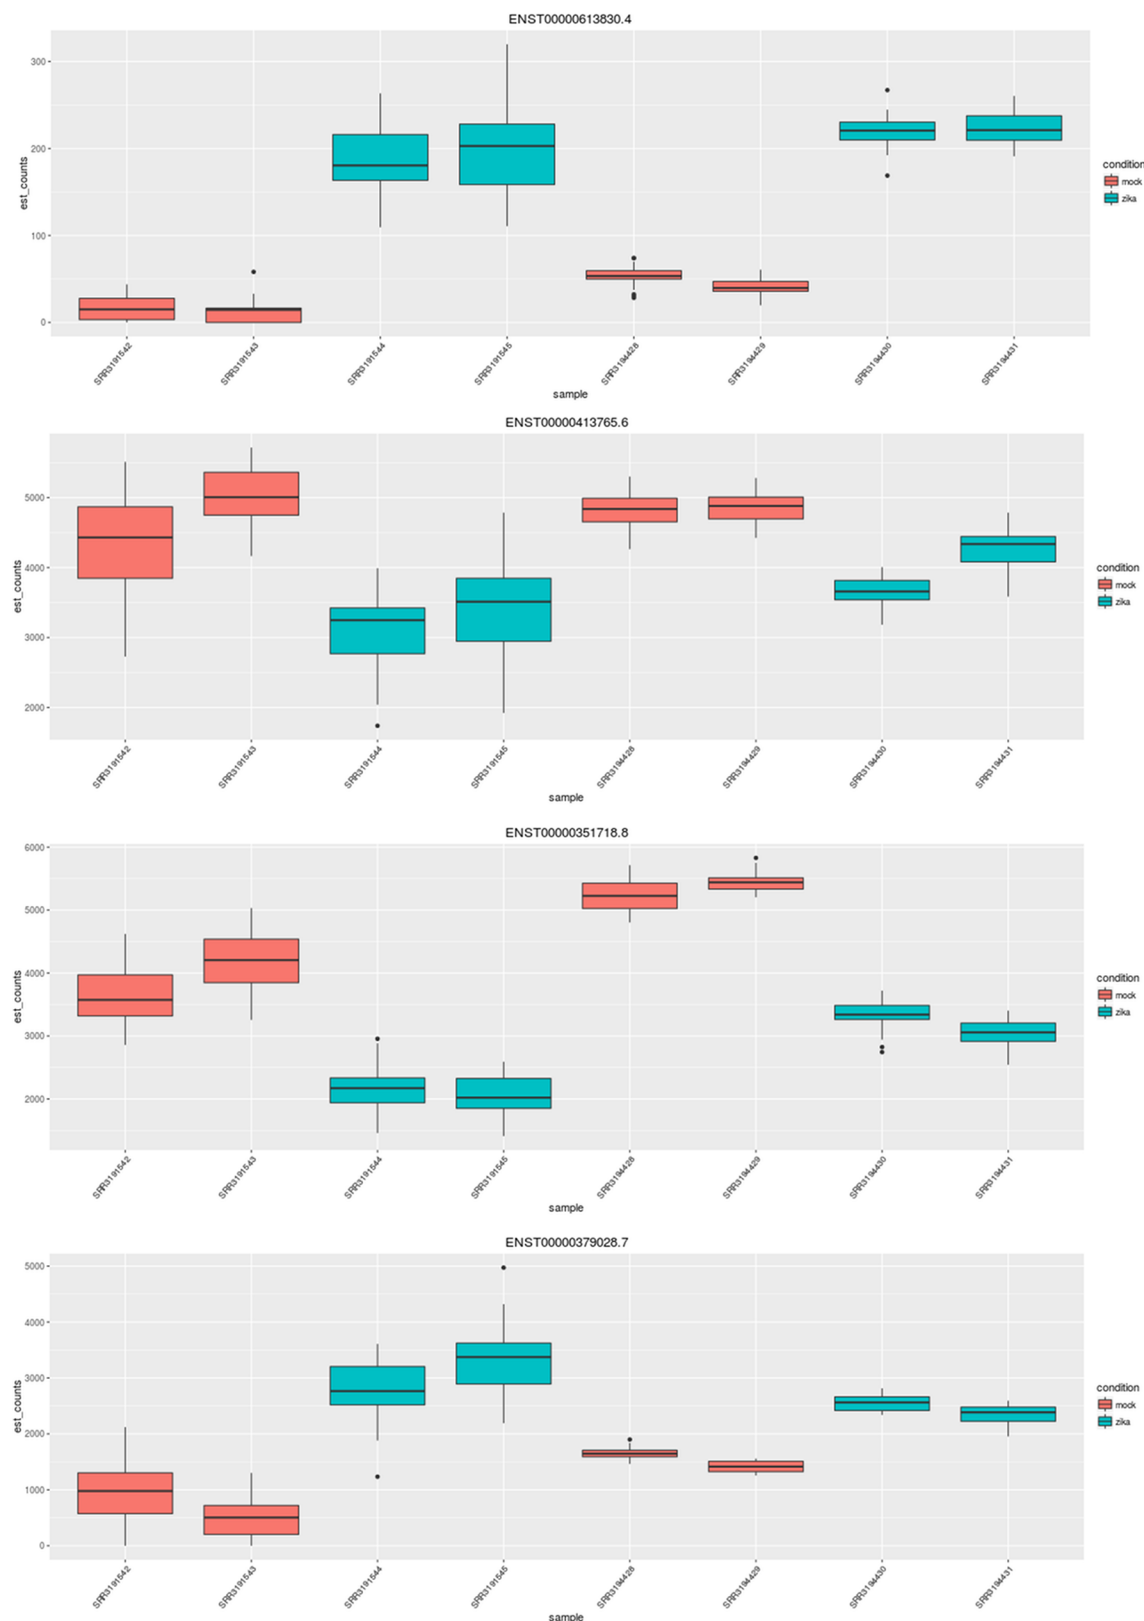 ENST00000613830.4
300
200
100
0
est_counts
SRR3191542
SRR3191543
SRR3191544
SRR3191545
SRR3194428
SRR3194429
SRR3194430
SRR3194431
sample
condition
mock
zika
ENST00000413765.6
5000
4000
3000
2000
est_counts
SRR3191542
SRR3191543
SRR3191544
SRR3191545
SRR3194428
SRR3194429
SRR3194430
SRR3194431
sample
condition
mock
zika
ENST00000351718.8
6000
5000
4000
3000
2000
est_counts
SRR3191542
SRR3191543
SRR3191544
SRR3191545
SRR3194428
SRR3194429
SRR3194430
SRR3194431
sample
condition
mock
zika
ENST00000379028.7
5000
4000
3000
2000
1000
0
est_counts
SRR3191542
SRR3191543
SRR3191544
SRR3191545
SRR3194428
SRR3194429
SRR3194430
SRR3194431
sample
condition
mock
zika